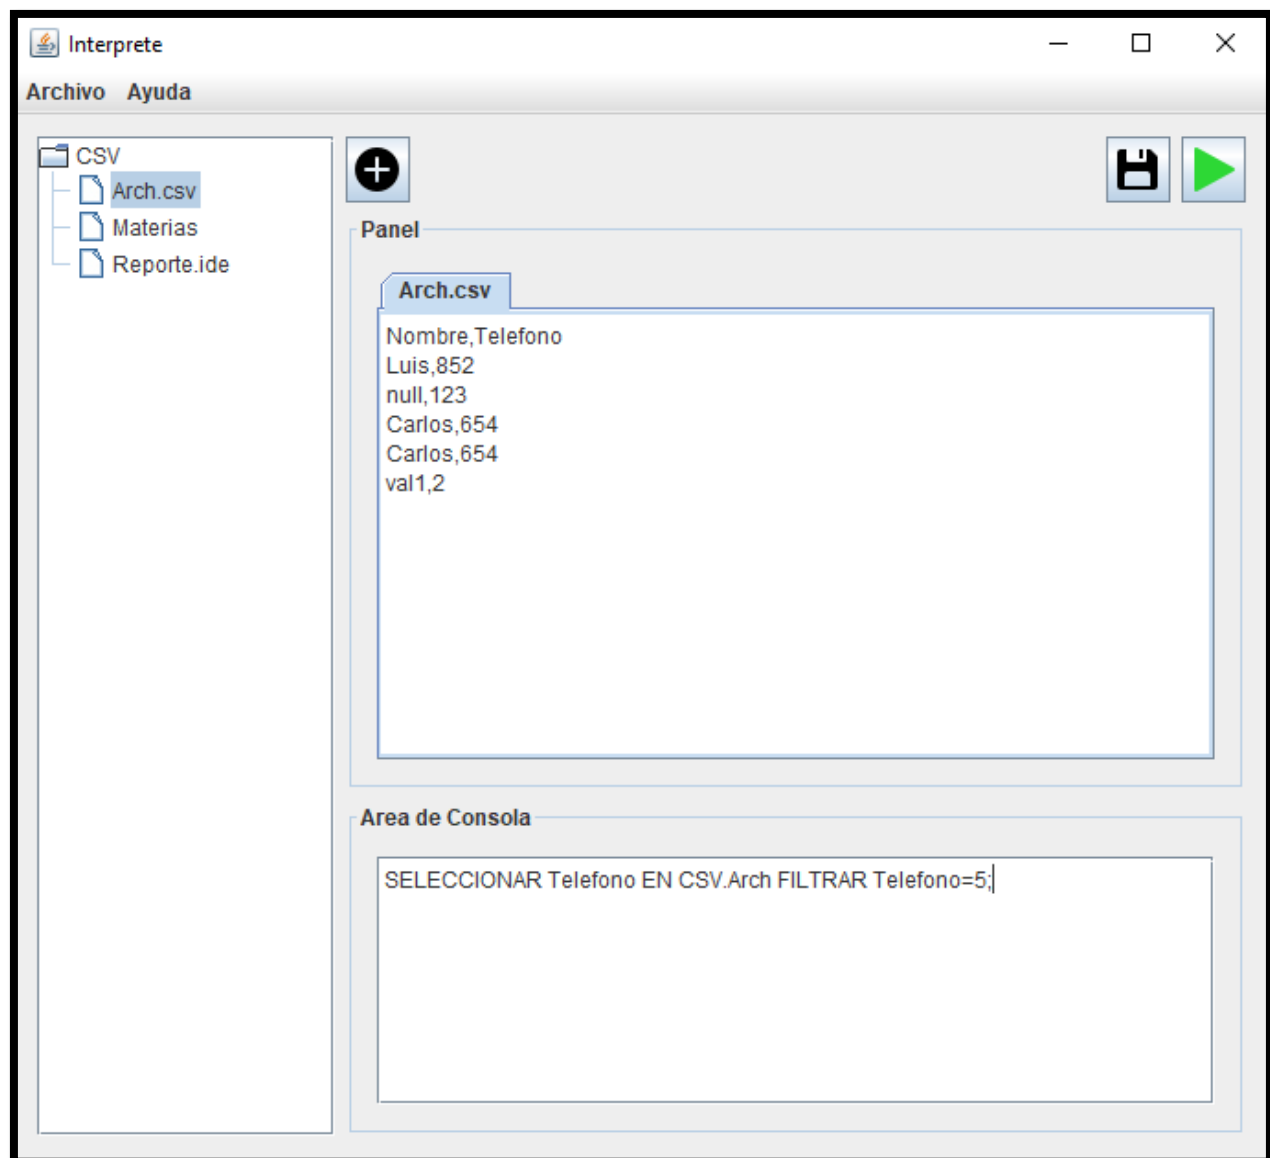 Interprete
Archivo Ayuda
CSV
Arch.csv
Materias
Reporte.ide
Panel
Arch.csv
Nombre,Telefono
Luis,852
null,123
Carlos,654
Carlos,654
val1,2
Area de Consola
SELECCIONAR Telefono EN CSV.Arch FILTRAR Telefono=5;